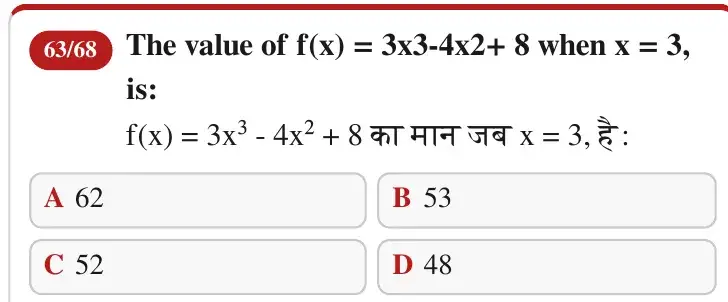 63/68 The value of f(x) = 3x3-4x2+ 8 when x = 3,
is:
f(x) = 3x³ - 4x² + 8 का मान जब x = 3, है :
A 62
B 53
C 52
D 48